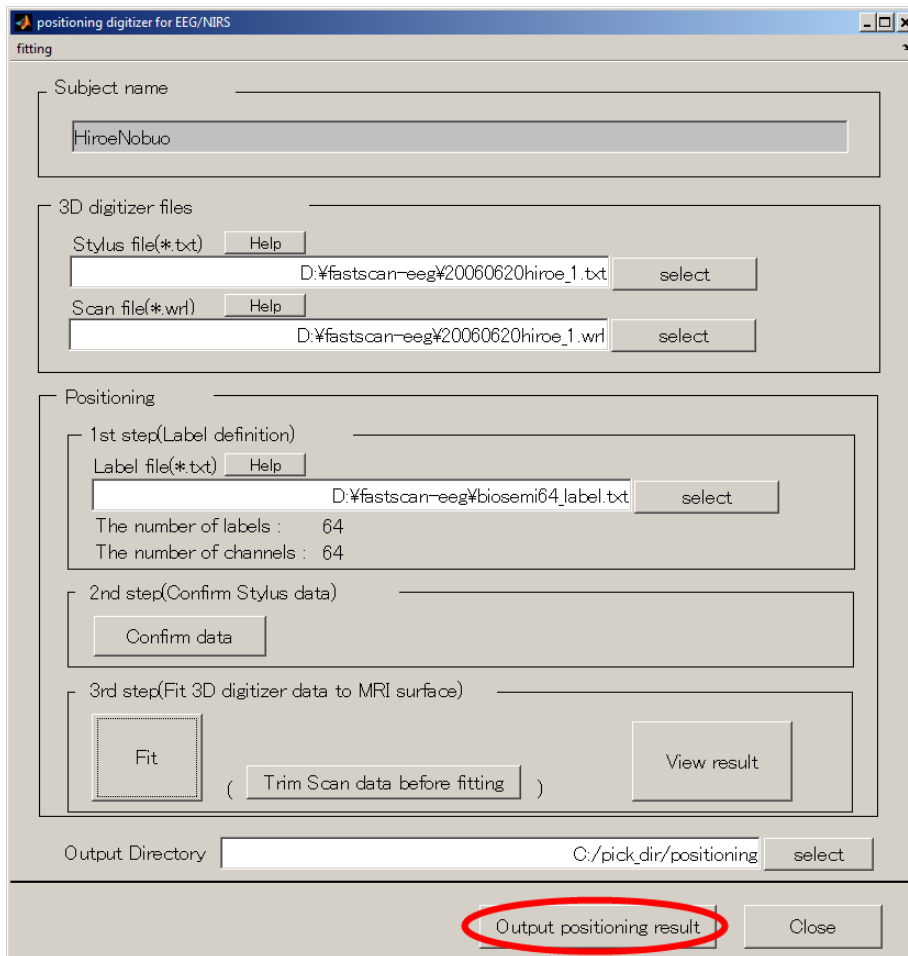 positioning digitizer for EEG/NIRS
fitting
Subject name
HiroeNobuo
3D digitizer files
Stylus file(*.txt) Help
D:¥fastscan-eeg¥20060620hiroe_1.txt select
Scan file(*.wrl) Help
D:¥fastscan-eeg¥20060620hiroe_1.wrl select
Positioning
1st step(Label definition)
Label file(*.txt) Help
D:¥fastscan-eeg¥biosemi64_label.txt select
The number of labels : 64
The number of channels : 64
2nd step(Confirm Stylus data)
Confirm data
3rd step(Fit 3D digitizer data to MRI surface)
Fit ( Trim Scan data before fitting ) View result
Output Directory C:/pick_dir/positioning select
Output positioning result Close